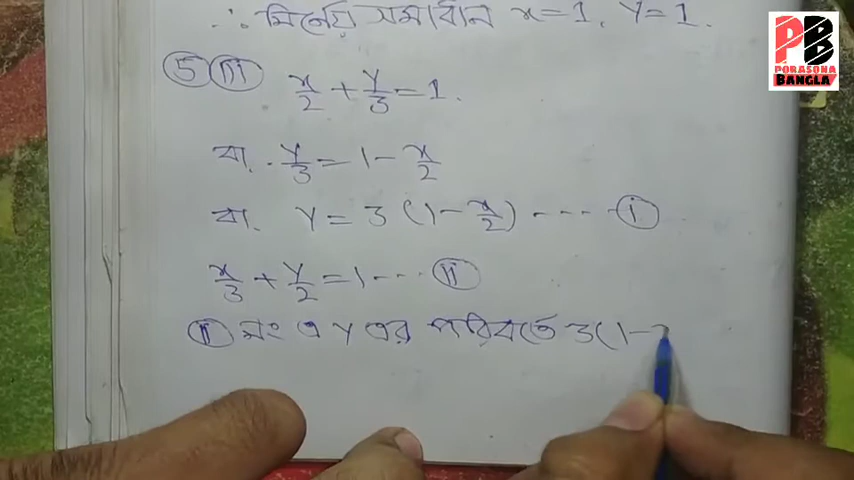 ∴ নির্নেয় সমাধান x=1, y=1.
PB
PORASONA
BANGLA
5 iii x/2 + y/3 = 1.
বা, y/3 = 1 - x/2
বা, y = 3 (1 - x/2) ---- i
x/3 + y/2 = 1 --- ii
ii নং এ y এর পরিবর্তে 3(1-